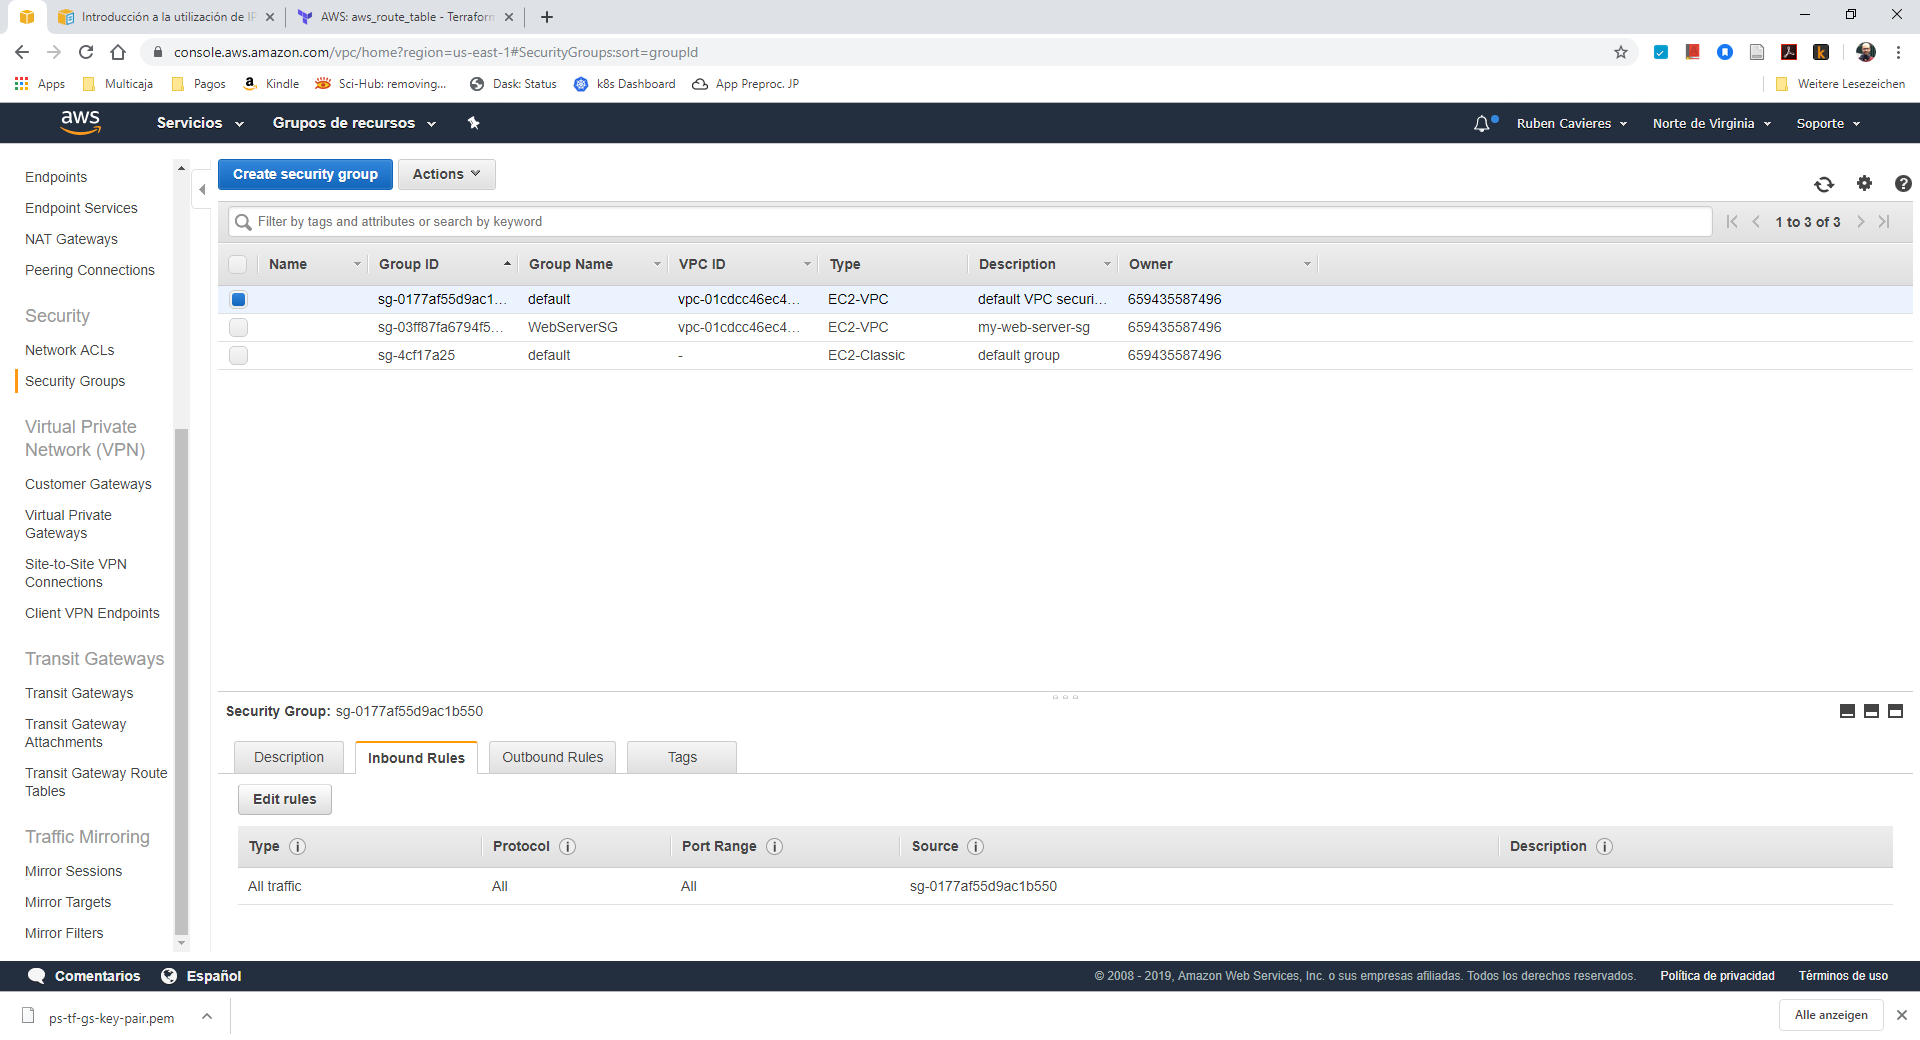 Introducción a la utilización de IP
AWS: aws_route_table - Terraform
console.aws.amazon.com/vpc/home?region=us-east-1#SecurityGroups:sort=groupId
Apps
Multicaja
Pagos
Kindle
Sci-Hub: removing...
Dask: Status
k8s Dashboard
App Preproc. JP
Weitere Lesezeichen
aws
Servicios
Grupos de recursos
Ruben Cavieres
Norte de Virginia
Soporte
Endpoints
Endpoint Services
NAT Gateways
Peering Connections
Security
Network ACLs
Security Groups
Virtual Private
Network (VPN)
Customer Gateways
Virtual Private
Gateways
Site-to-Site VPN
Connections
Client VPN Endpoints
Transit Gateways
Transit Gateways
Transit Gateway
Attachments
Transit Gateway Route
Tables
Traffic Mirroring
Mirror Sessions
Mirror Targets
Mirror Filters
Create security group
Actions
Filter by tags and attributes or search by keyword
1 to 3 of 3
Name Group ID Group Name VPC ID Type Description Owner
sg-0177af55d9ac1... default vpc-01cdcc46ec4... EC2-VPC default VPC securi... 659435587496
sg-03ff87fa6794f5... WebServerSG vpc-01cdcc46ec4... EC2-VPC my-web-server-sg 659435587496
sg-4cf17a25 default - EC2-Classic default group 659435587496
Security Group: sg-0177af55d9ac1b550
Description
Inbound Rules
Outbound Rules
Tags
Edit rules
Type Protocol Port Range Source Description
All traffic All All sg-0177af55d9ac1b550
Comentarios
Español
© 2008 - 2019, Amazon Web Services, Inc. o sus empresas afiliadas. Todos los derechos reservados.
Política de privacidad
Términos de uso
ps-tf-gs-key-pair.pem
Alle anzeigen